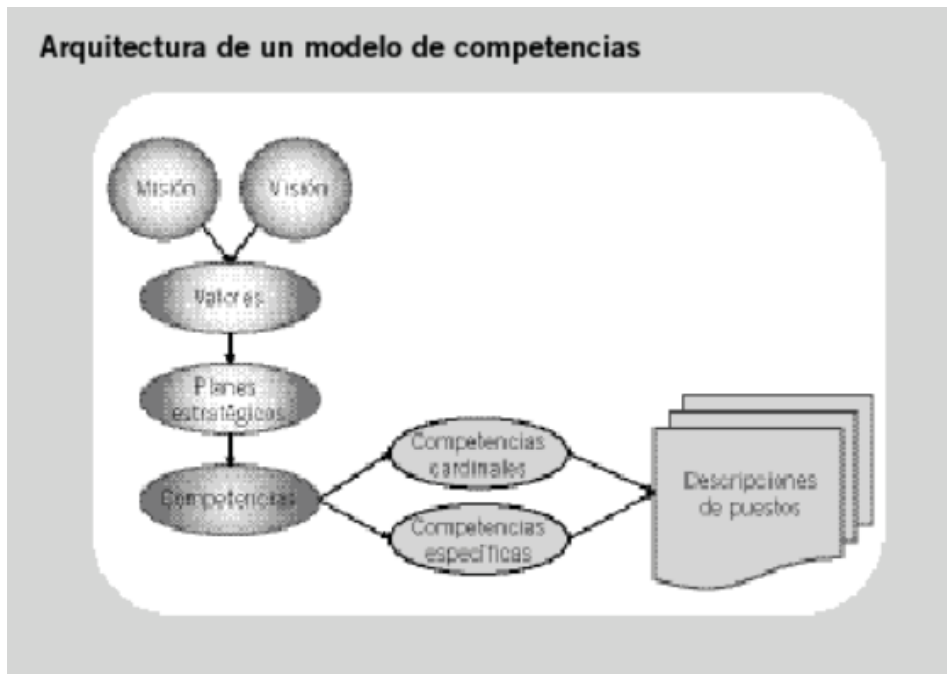 Arquitectura de un modelo de competencias
Misión
Visión
Valores
Planes
estratégicos
Competencias
Competencias
cardinales
Competencias
específicas
Descripciones
de puestos